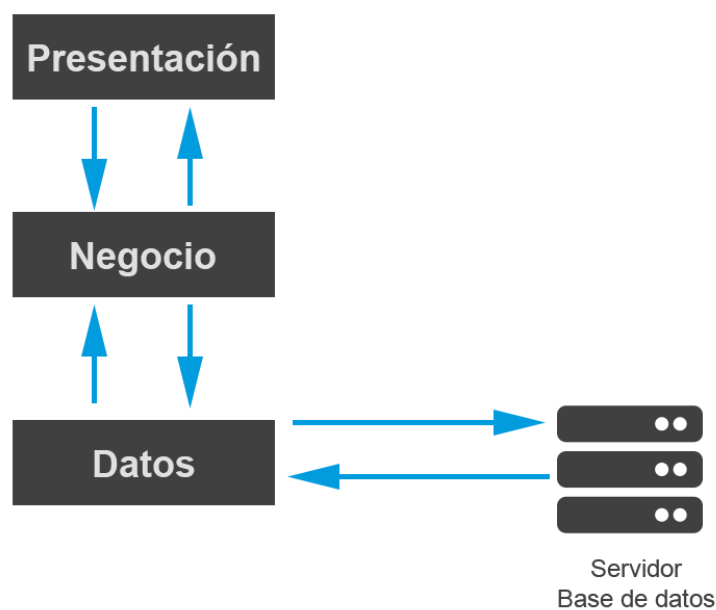 Presentación
Negocio
Datos
Servidor
Base de datos